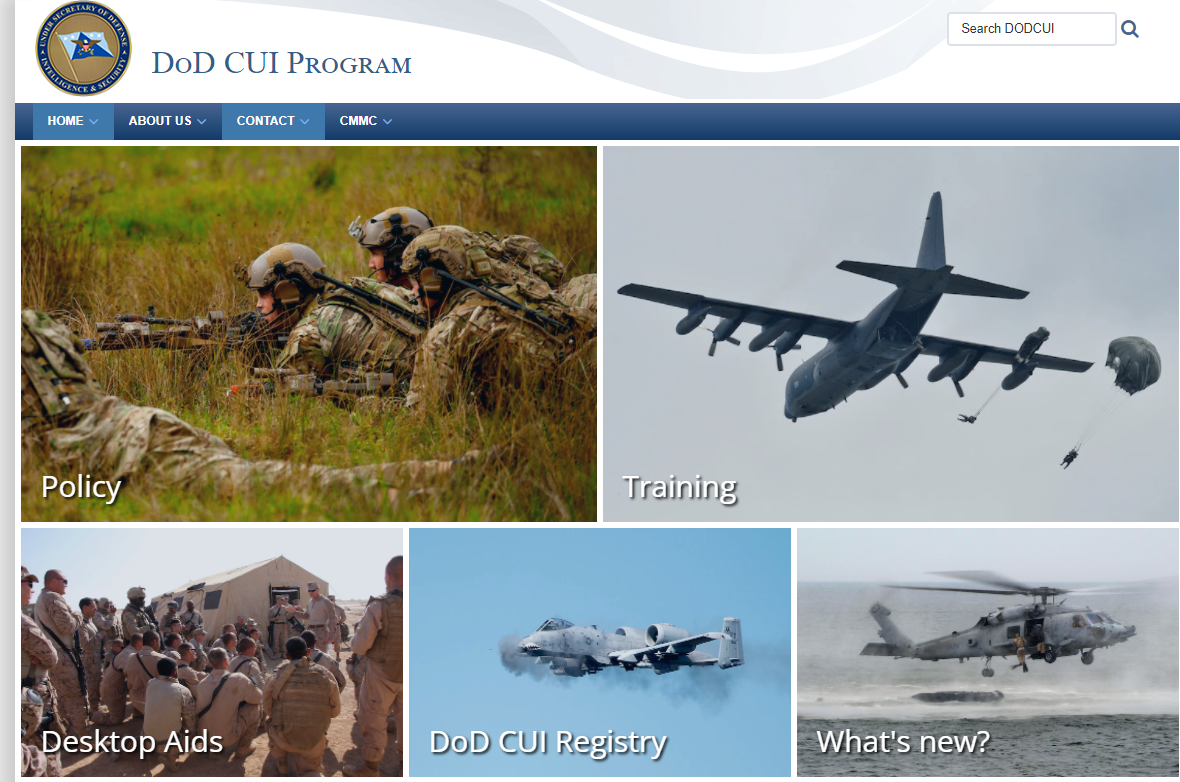 UNDER SECRETARY OF DEFENSE
INTELLIGENCE & SECURITY
DoD CUI Program
Search DODCUI
HOME
ABOUT US
CONTACT
CMMC
Policy
Training
Desktop Aids
DoD CUI Registry
What's new?